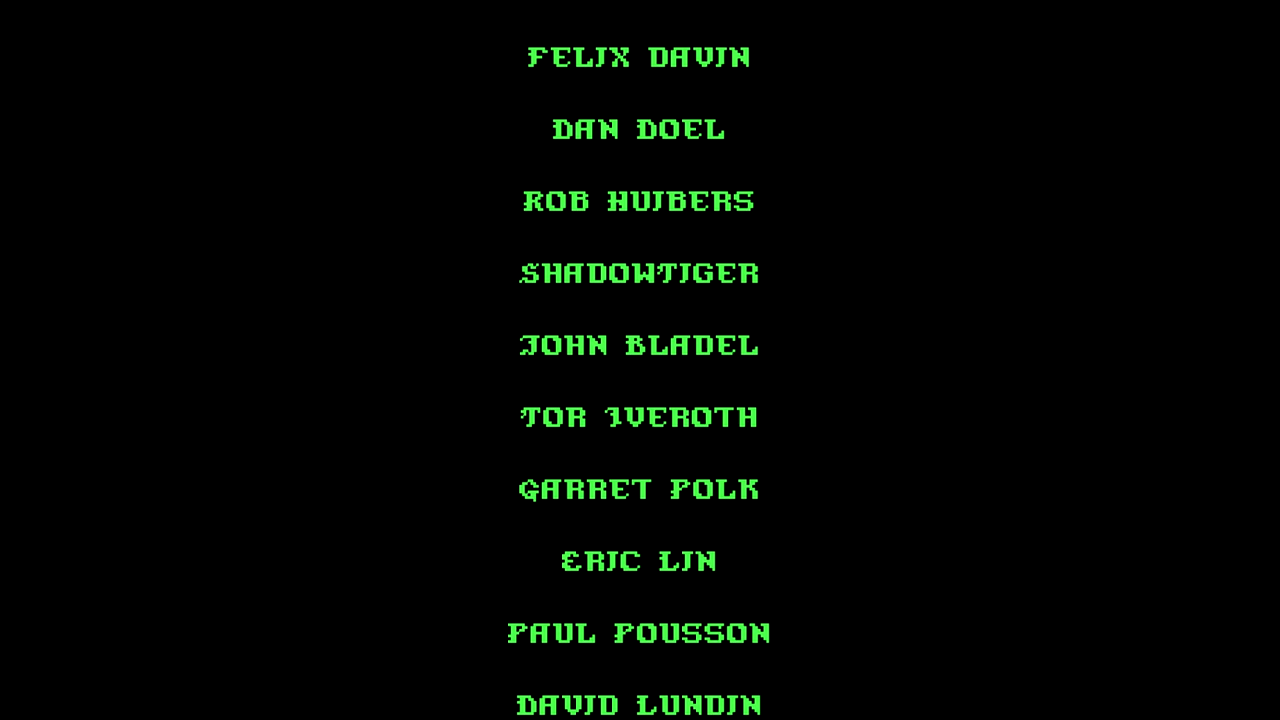 FELIX DAVIN
DAN DOEL
ROB HUIBERS
SHADOWTIGER
JOHN BLADEL
TOR IVEROTH
GARRET POLK
ERIC LIN
PAUL POUSSON
DAVID LUNDIN